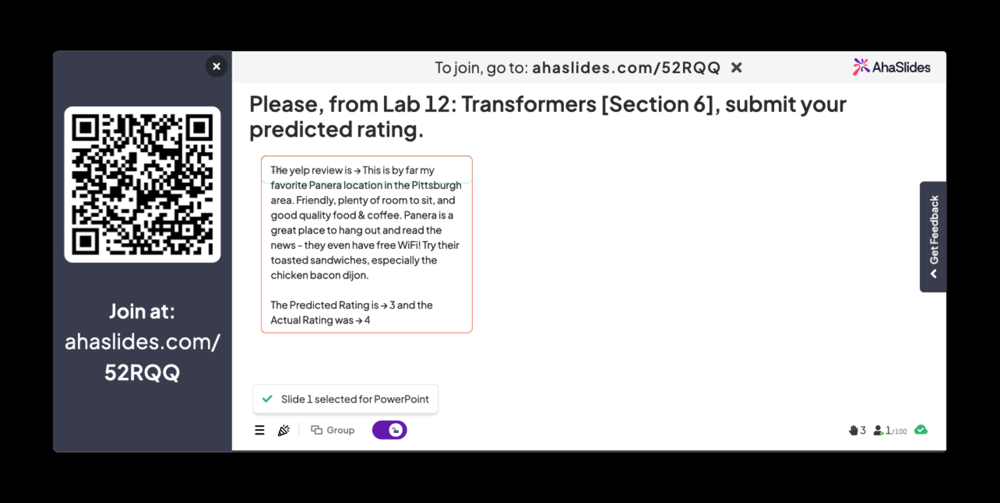 To join, go to: ahaslides.com/52RQQ
AhaSlides
Please, from Lab 12: Transformers [Section 6], submit your
predicted rating.
The yelp review is → This is by far my
favorite Panera location in the Pittsburgh
area. Friendly, plenty of room to sit, and
good quality food & coffee. Panera is a
great place to hang out and read the
news - they even have free WiFi! Try their
toasted sandwiches, especially the
chicken bacon dijon.
The Predicted Rating is → 3 and the
Actual Rating was → 4
Join at:
ahaslides.com/
52RQQ
Get Feedback
Slide 1 selected for PowerPoint
Group
3
1/100